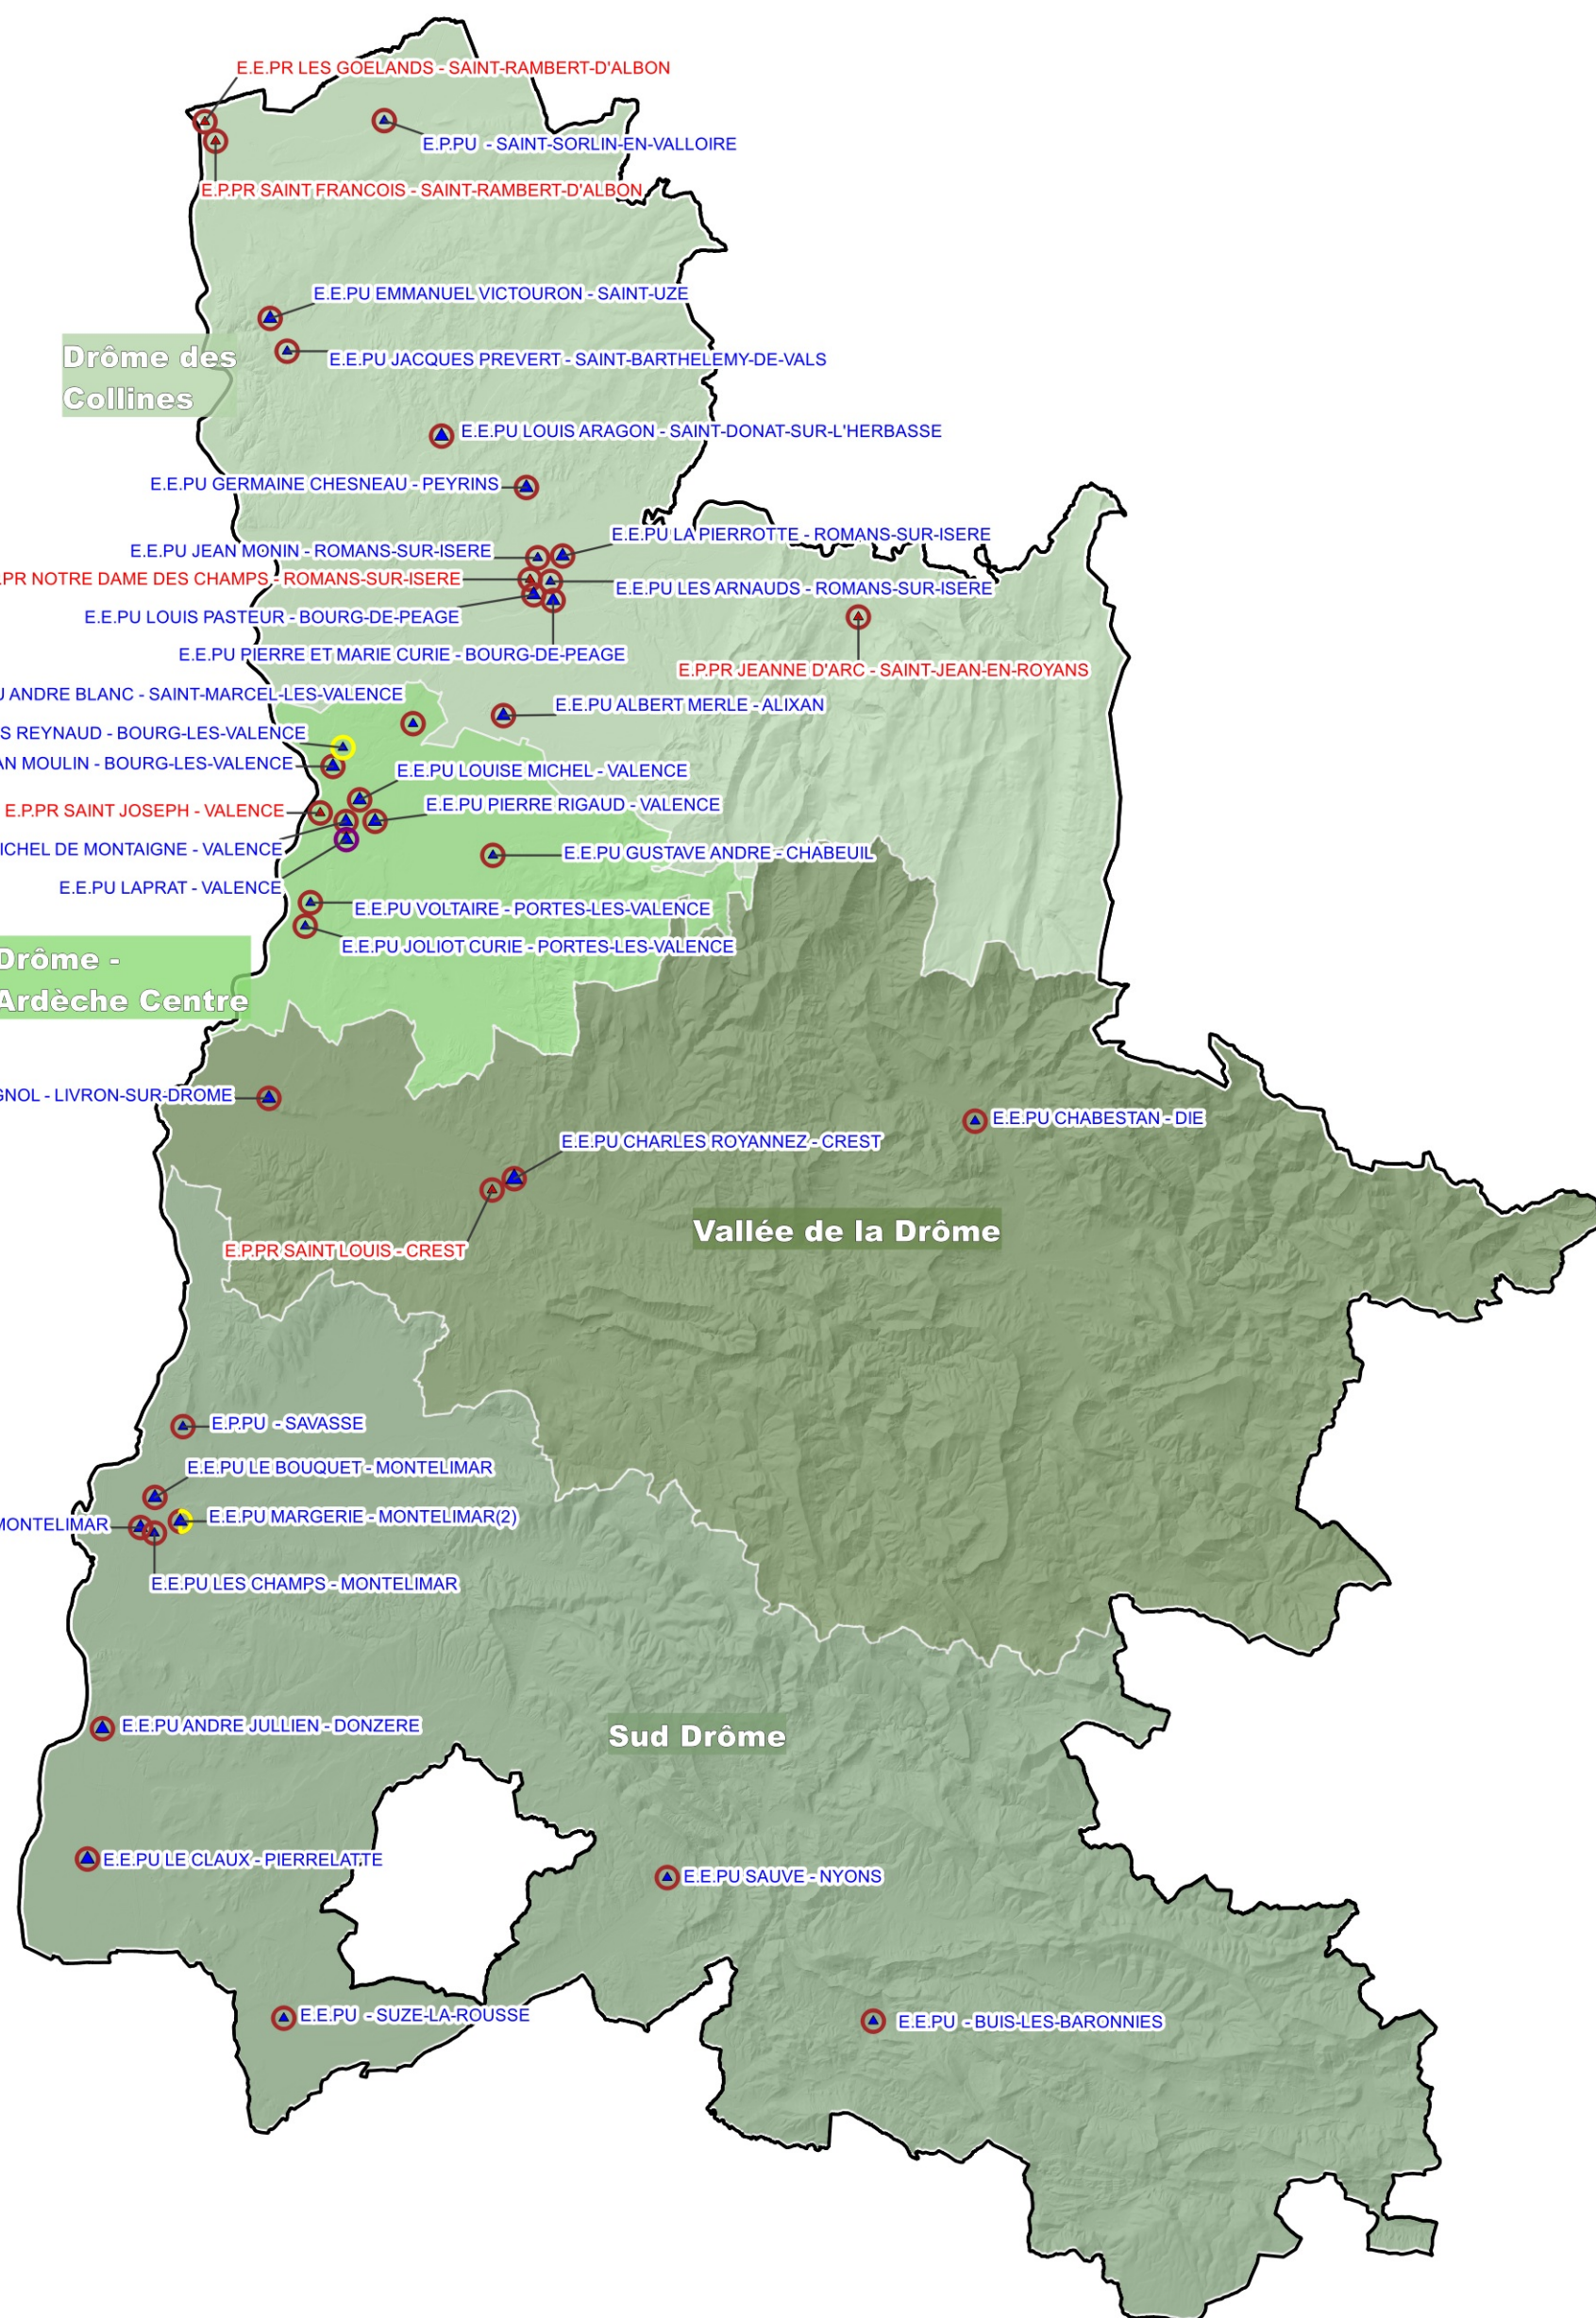 E.E.PR LES GOELANDS - SAINT-RAMBERT-D'ALBON
E.P.PU - SAINT-SORLIN-EN-VALLOIRE
E.P.PR SAINT FRANCOIS - SAINT-RAMBERT-D'ALBON
E.E.PU EMMANUEL VICTOURON - SAINT-UZE
Drôme des
Collines
E.E.PU JACQUES PREVERT - SAINT-BARTHELEMY-DE-VALS
E.E.PU LOUIS ARAGON - SAINT-DONAT-SUR-L'HERBASSE
E.E.PU GERMAINE CHESNEAU - PEYRINS
E.E.PU LA PIERROTTE - ROMANS-SUR-ISERE
E.E.PU JEAN MONIN - ROMANS-SUR-ISERE
.PR NOTRE DAME DES CHAMPS - ROMANS-SUR-ISERE
E.E.PU LES ARNAUDS - ROMANS-SUR-ISERE
E.E.PU LOUIS PASTEUR - BOURG-DE-PEAGE
E.E.PU PIERRE ET MARIE CURIE - BOURG-DE-PEAGE
E.P.PR JEANNE D'ARC - SAINT-JEAN-EN-ROYANS
U ANDRE BLANC - SAINT-MARCEL-LES-VALENCE
E.E.PU ALBERT MERLE - ALIXAN
S REYNAUD - BOURG-LES-VALENCE
AN MOULIN - BOURG-LES-VALENCE
E.E.PU LOUISE MICHEL - VALENCE
E.P.PR SAINT JOSEPH - VALENCE
E.E.PU PIERRE RIGAUD - VALENCE
ICHEL DE MONTAIGNE - VALENCE
E.E.PU GUSTAVE ANDRE - CHABEUIL
E.E.PU LAPRAT - VALENCE
E.E.PU VOLTAIRE - PORTES-LES-VALENCE
E.E.PU JOLIOT CURIE - PORTES-LES-VALENCE
Drôme -
Ardèche Centre
GNOL - LIVRON-SUR-DROME
E.E.PU CHABESTAN - DIE
E.E.PU CHARLES ROYANNEZ - CREST
Vallée de la Drôme
E.P.PR SAINT LOUIS - CREST
E.P.PU - SAVASSE
E.E.PU LE BOUQUET - MONTELIMAR
E.E.PU MARGERIE - MONTELIMAR(2)
MONTELIMAR
E.E.PU LES CHAMPS - MONTELIMAR
E.E.PU ANDRE JULLIEN - DONZERE
Sud Drôme
E.E.PU LE CLAUX - PIERRELATTE
E.E.PU SAUVE - NYONS
E.E.PU - SUZE-LA-ROUSSE
E.E.PU - BUIS-LES-BARONNIES